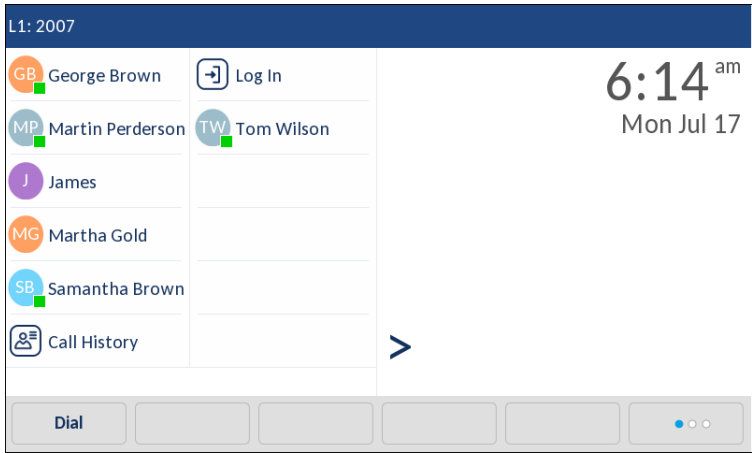 L1: 2007
GB George Brown
Log In
6:14 am
Mon Jul 17
MP Martin Perderson
TW Tom Wilson
J James
MG Martha Gold
SB Samantha Brown
Call History
>
Dial